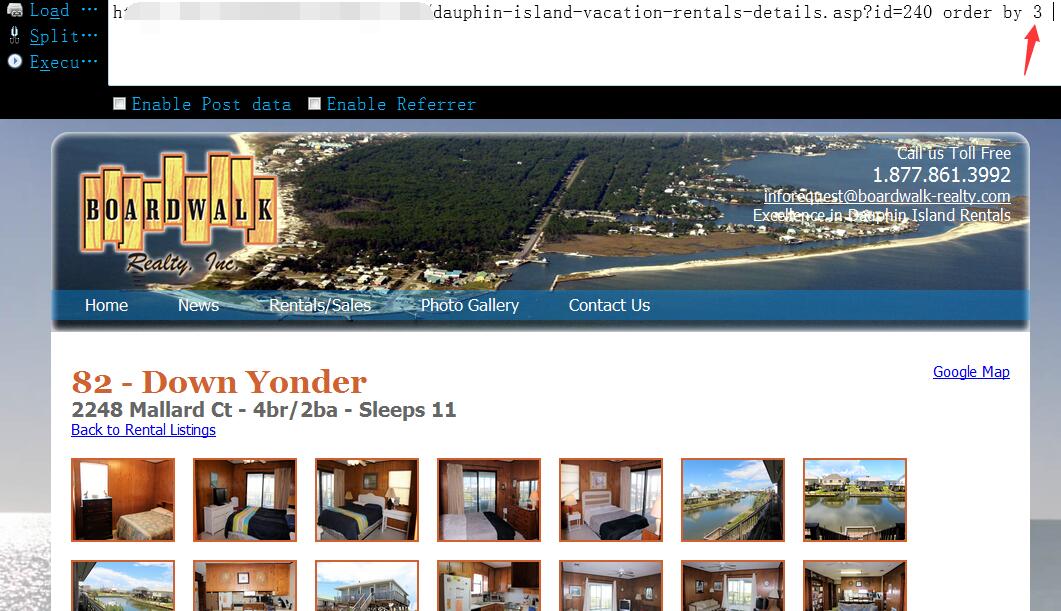 Load
Split···
Execu···
/dauphin-island-vacation-rentals-details.asp?id=240 order by 3
Enable Post data
Enable Referrer
BOARDWALK
Realty, Inc.
Call us Toll Free
1.877.861.3992
inforequest@boardwalk-realty.com
Excellence in Dauphin Island Rentals
Home News Rentals/Sales Photo Gallery Contact Us
82 - Down Yonder
Google Map
2248 Mallard Ct - 4br/2ba - Sleeps 11
Back to Rental Listings